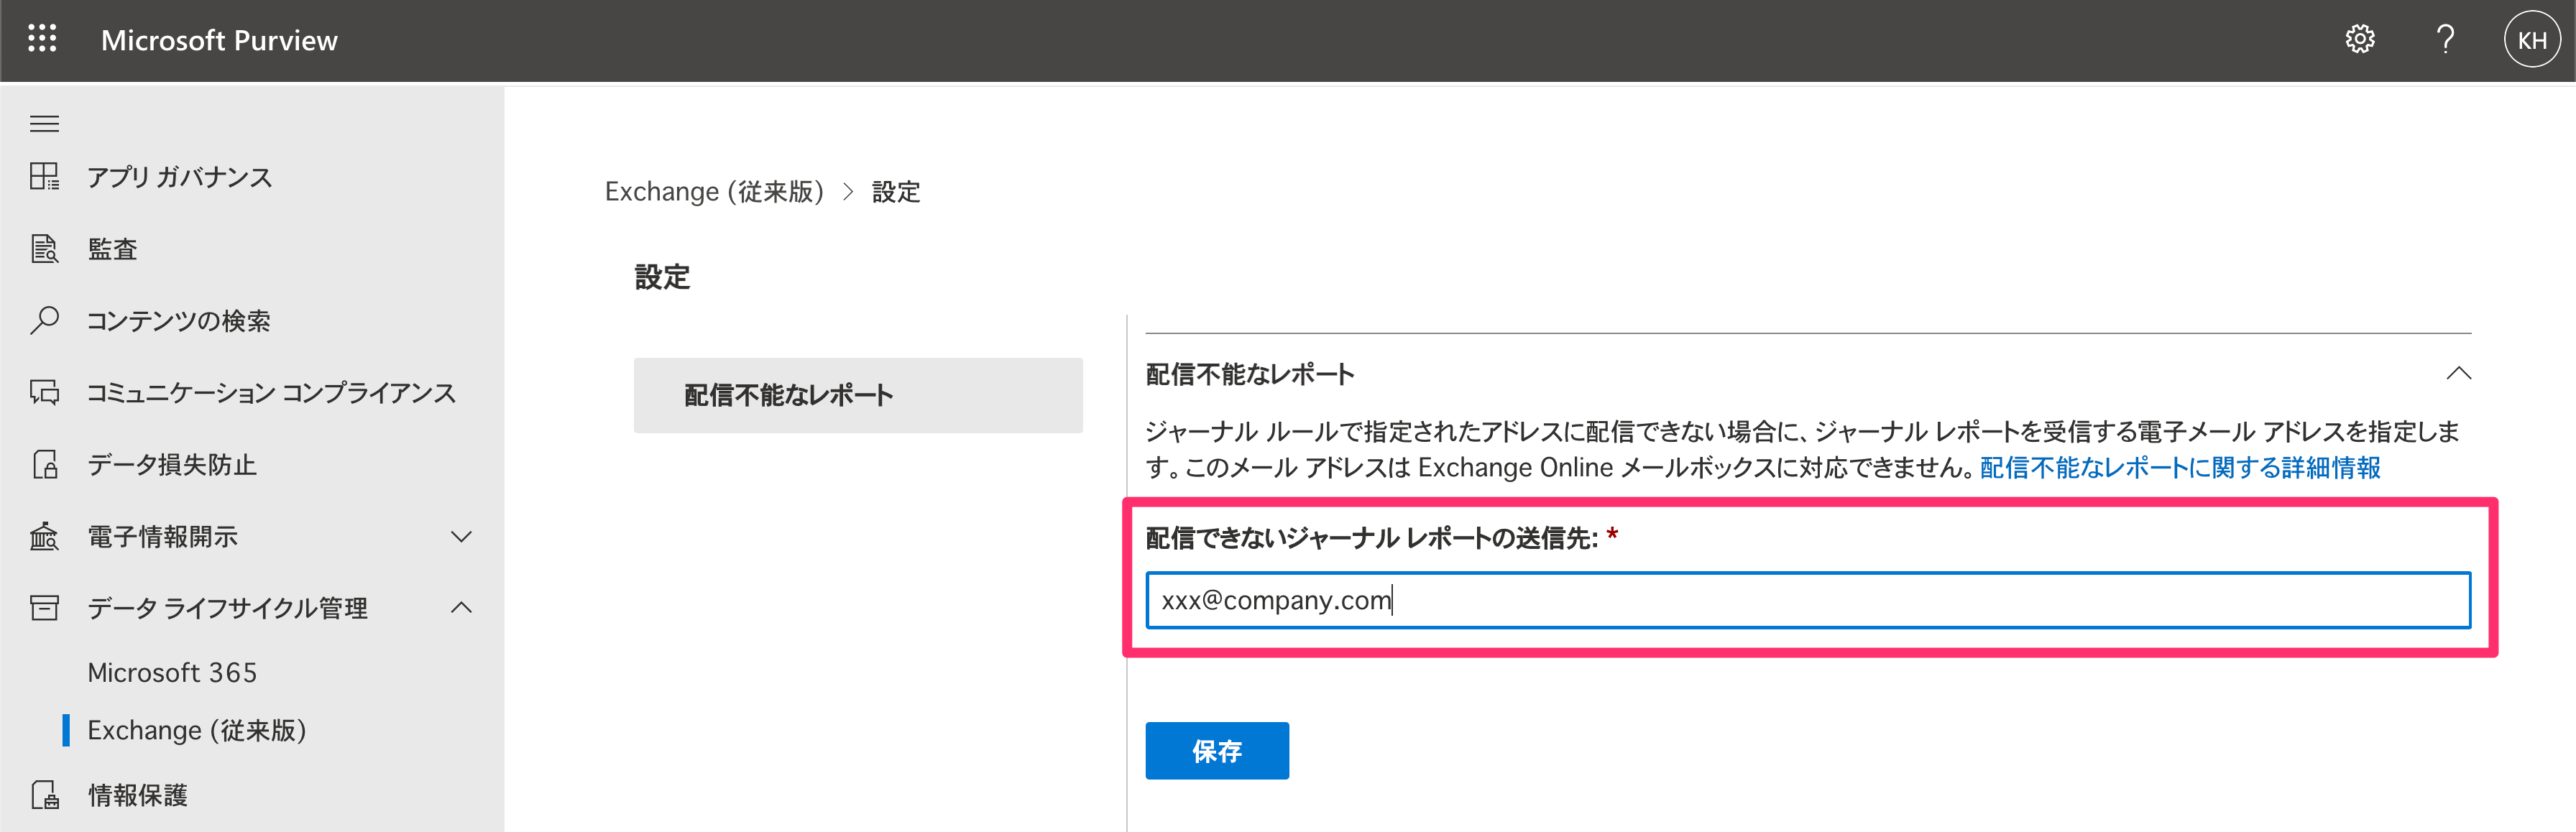 Microsoft Purview
?
KH
アプリ ガバナンス
監査
コンテンツの検索
コミュニケーション コンプライアンス
データ損失防止
電子情報開示
データ ライフサイクル管理
Microsoft 365
Exchange (従来版)
情報保護
Exchange (従来版) > 設定
設定
配信不能なレポート
配信不能なレポート
ジャーナル ルールで指定されたアドレスに配信できない場合に、ジャーナル レポートを受信する電子メール アドレスを指定しま
す。このメール アドレスは Exchange Online メールボックスに対応できません。配信不能なレポートに関する詳細情報
配信できないジャーナル レポートの送信先: *
xxx@company.com
保存